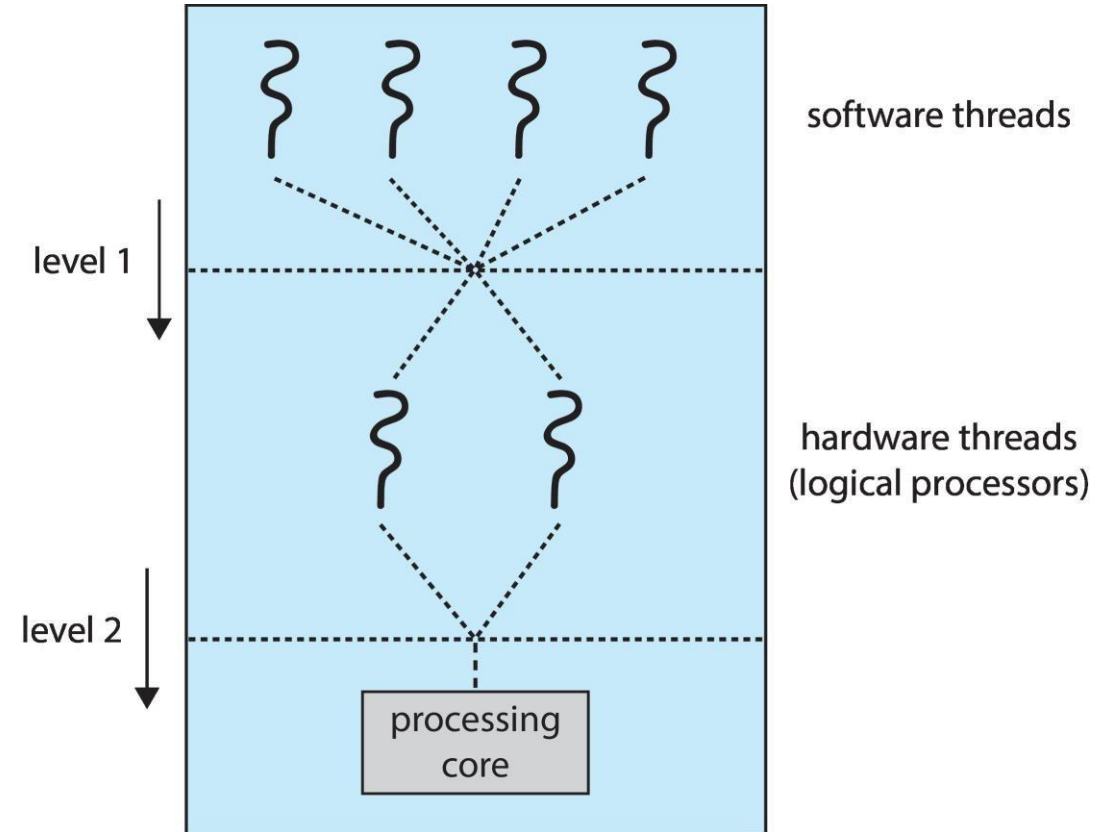 software threads
level 1
hardware threads
(logical processors)
level 2
processing
core